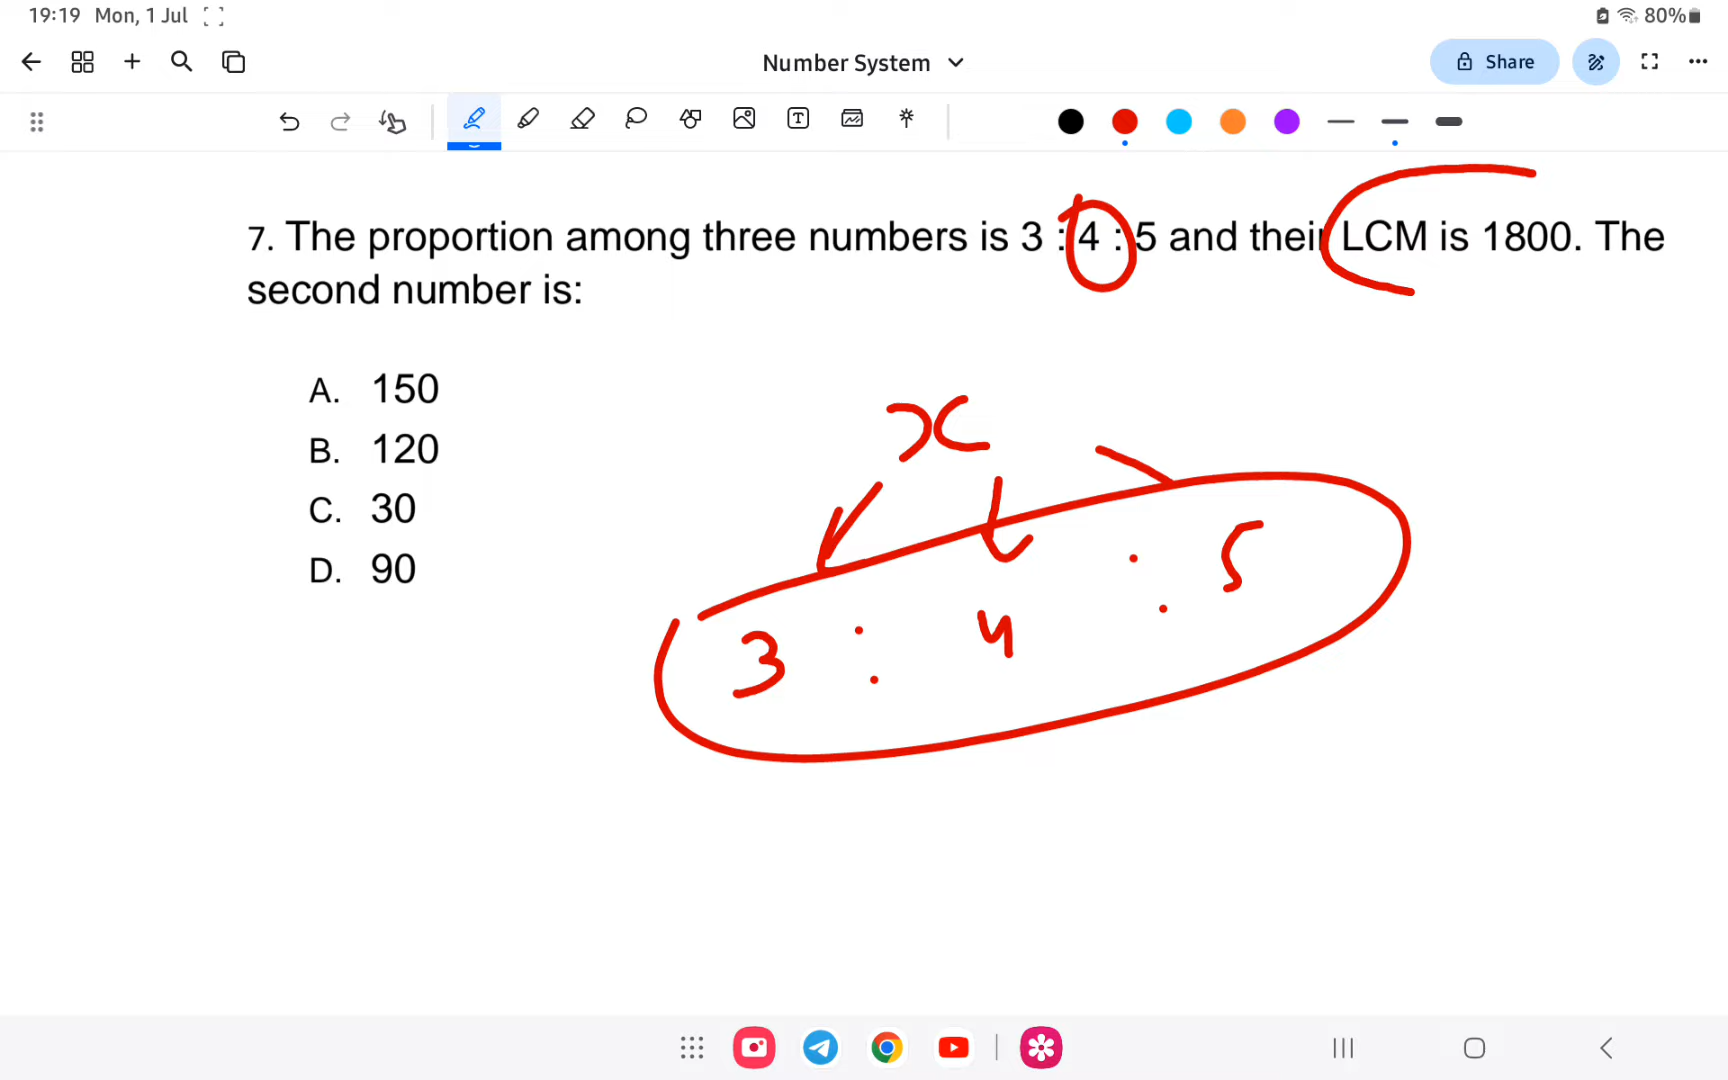 19:19 Mon, 1 Jul
80%
Number System
Share
7. The proportion among three numbers is 3 : 4 : 5 and their LCM is 1800. The
second number is:
A. 150
B. 120
C. 30
D. 90
x
3 : 4 : 5